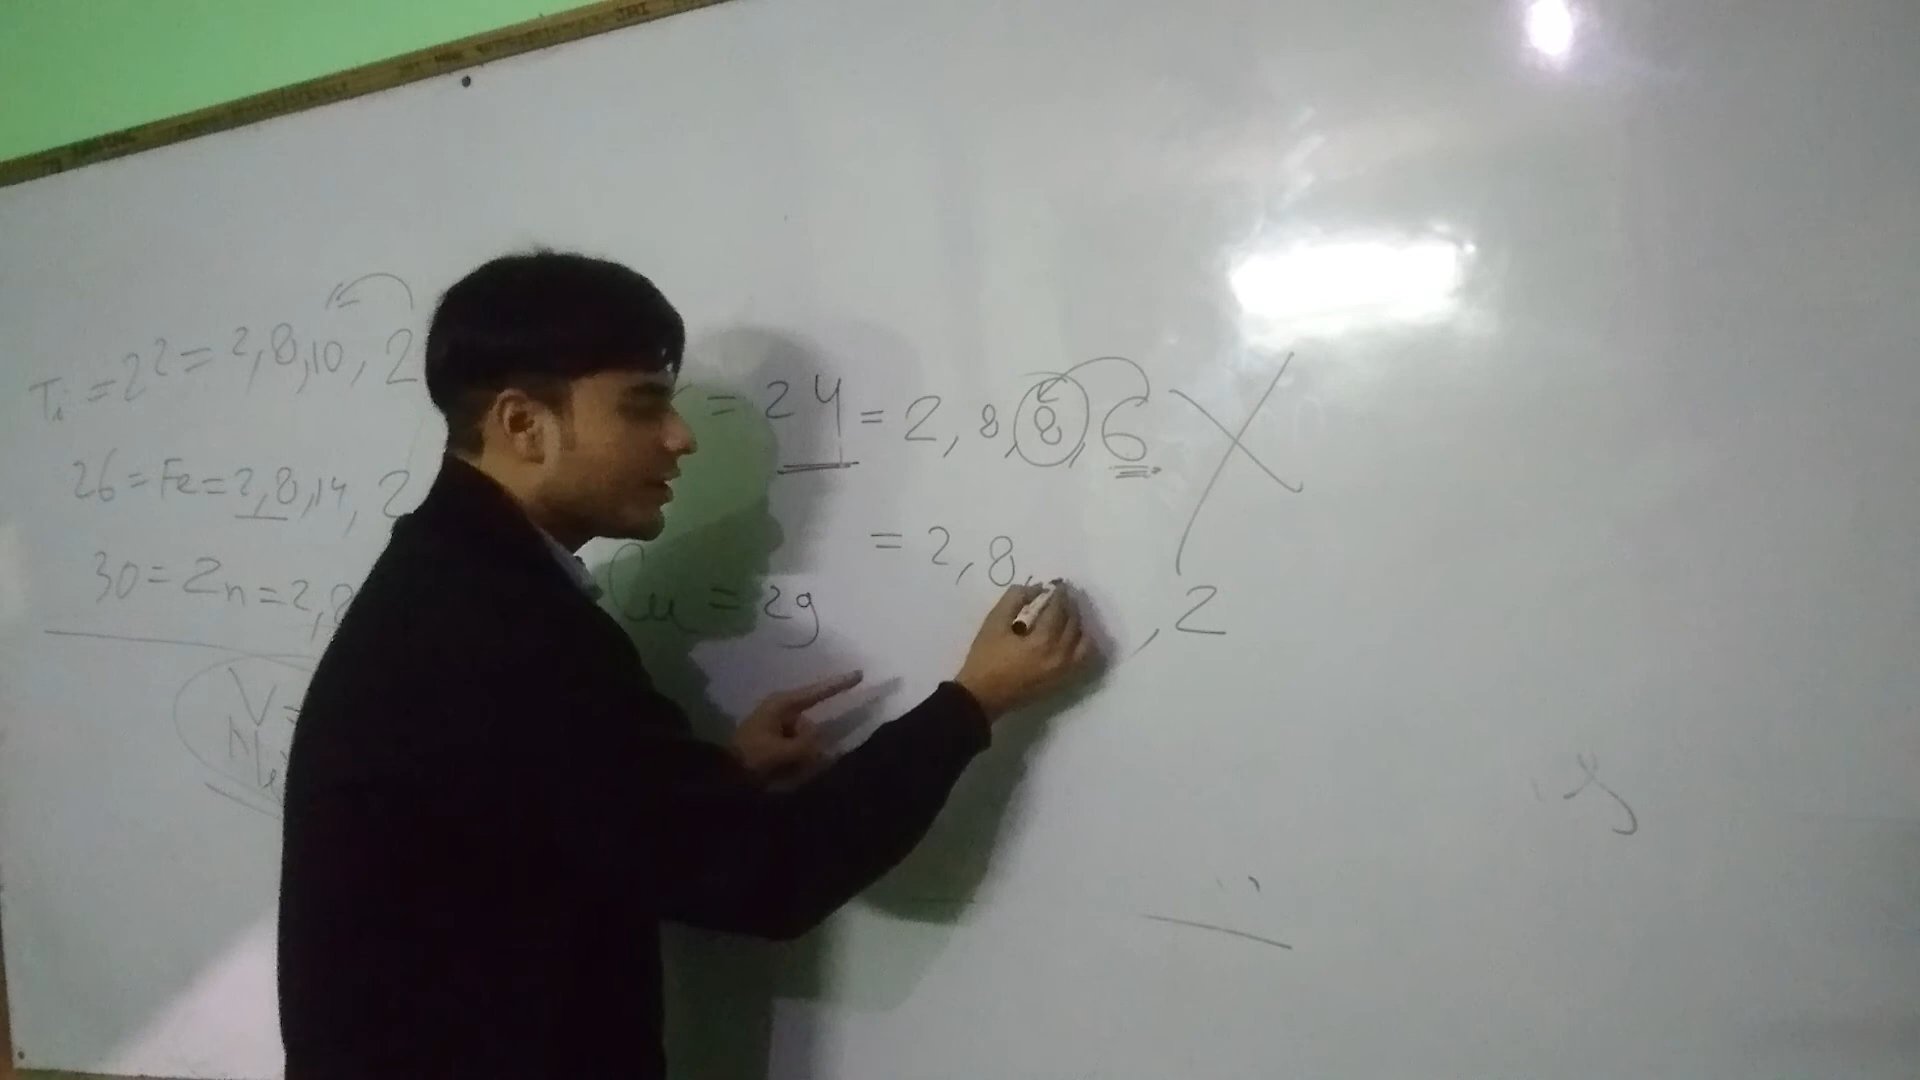 Ti = 22 = 2,8,10, 2
26 = Fe = 2,8,14, 2
30 = Zn = 2,8
V =
= 24 = 2, 8, 8, 6 X
= 2, 8, , 2
Cu = 29